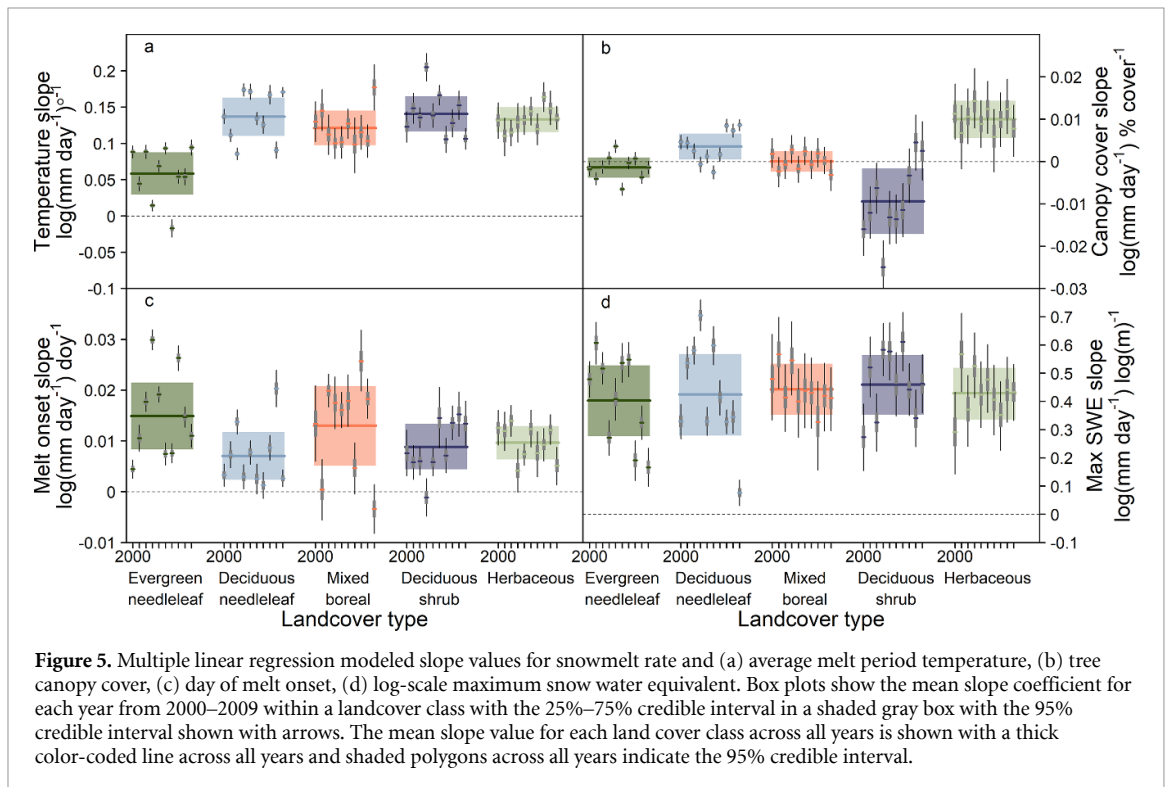 a
Temperature slope
log(mm day⁻¹)°⁻¹
0.2
0.15
0.1
0.05
0
-0.05
-0.1
b
0.02
0.01
0
-0.01
-0.02
-0.03
Canopy cover slope
log(mm day⁻¹) % cover⁻¹
c
Melt onset slope
log(mm day⁻¹) doy⁻¹
0.03
0.02
0.01
0
-0.01
d
0.7
0.6
0.5
0.4
0.3
0.2
0.1
0
-0.1
Max SWE slope
log(mm day⁻¹) log(m)⁻¹
2000 2000 2000 2000 2000 2000 2000 2000 2000 2000
Evergreen Deciduous Mixed Deciduous Herbaceous Evergreen Deciduous Mixed Deciduous Herbaceous
needleleaf needleleaf boreal shrub needleleaf needleleaf boreal shrub
Landcover type Landcover type
Figure 5. Multiple linear regression modeled slope values for snowmelt rate and (a) average melt period temperature, (b) tree
canopy cover, (c) day of melt onset, (d) log-scale maximum snow water equivalent. Box plots show the mean slope coefficient for
each year from 2000–2009 within a landcover class with the 25%–75% credible interval in a shaded gray box with the 95%
credible interval shown with arrows. The mean slope value for each land cover class across all years is shown with a thick
color-coded line across all years and shaded polygons across all years indicate the 95% credible interval.